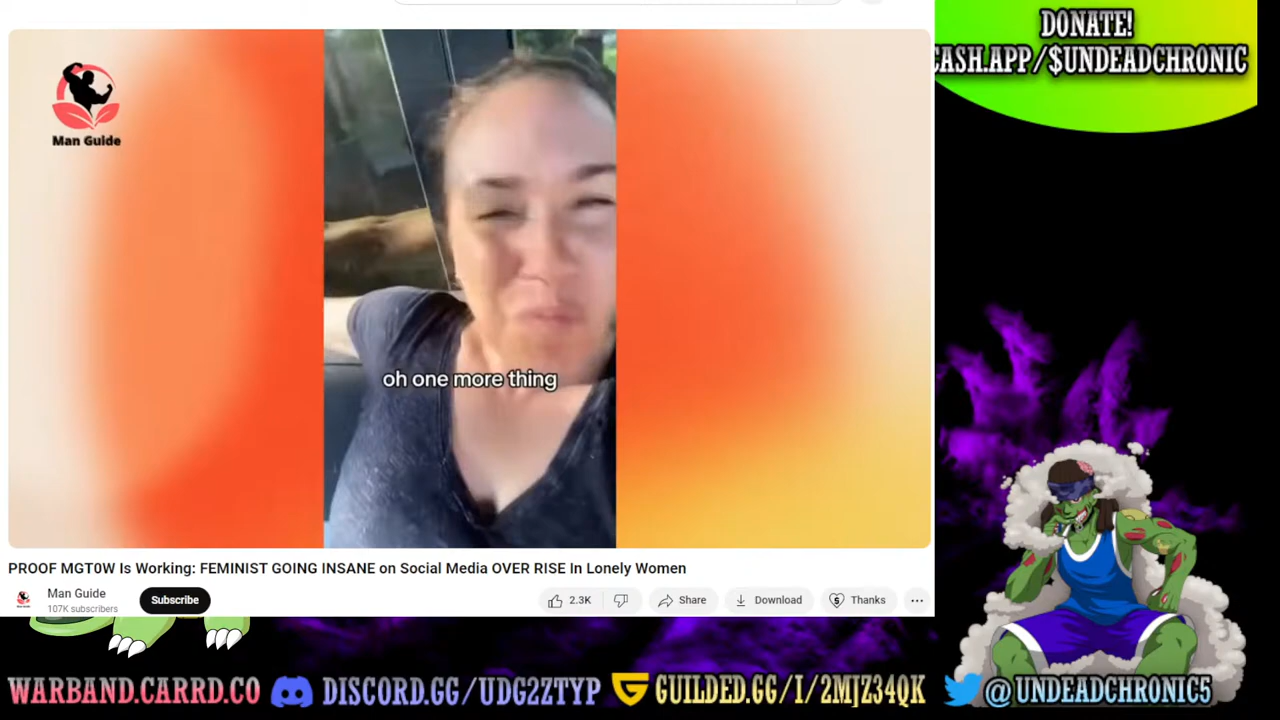 DONATE!
CASH.APP/$UNDEADCHRONIC
Man Guide
oh one more thing
PROOF MGT0W Is Working: FEMINIST GOING INSANE on Social Media OVER RISE In Lonely Women
Man Guide
107K subscribers
Subscribe
2.3K
Share
Download
Thanks
WARBAND.CARRD.CO
DISCORD.GG/UDG2ZTYP
GUILDED.GG/I/2MJZ34QK
@UNDEADCHRONIC5